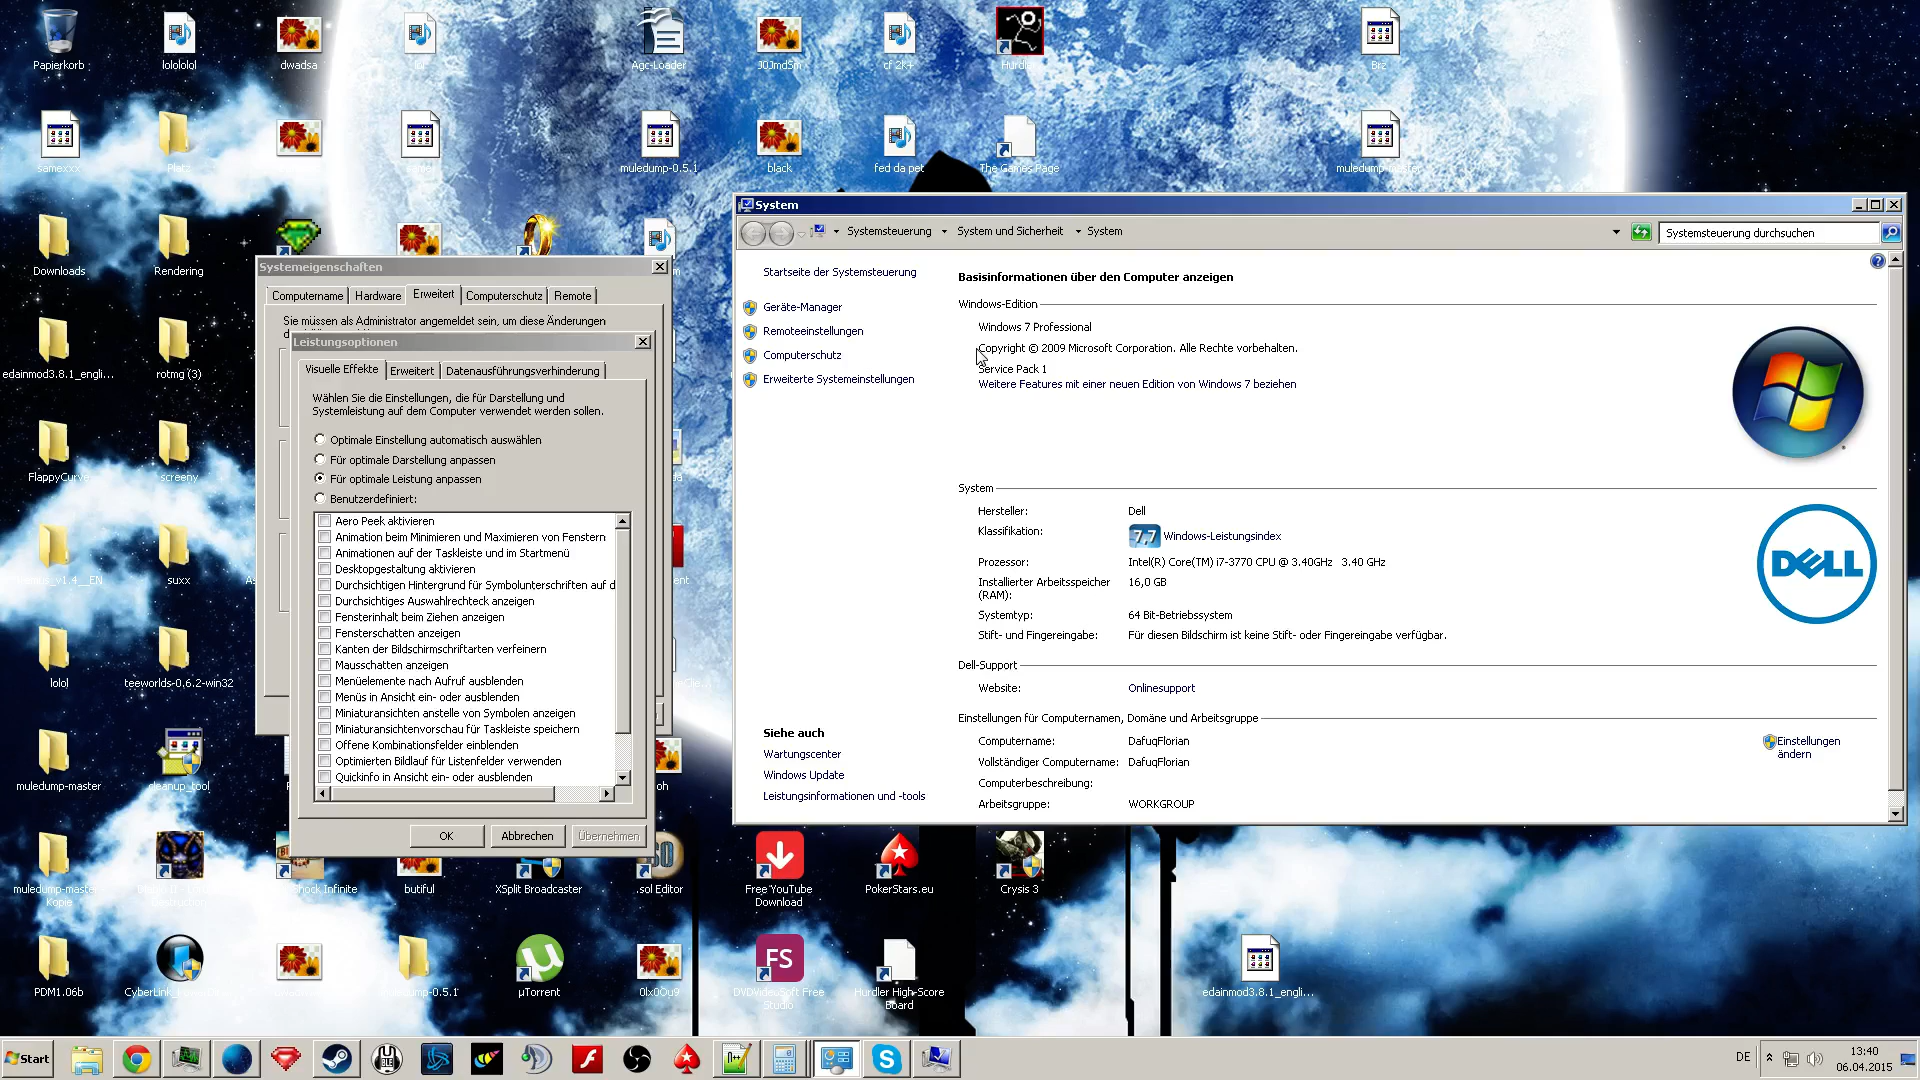 Papierkorb
lolololol
dwadsa
Agc-Loader
J0Jmd5m
cf 2K+
Hurdler
Brz
samexxx
Platz
muledump-0.5.1
black
fed da pet
The Games Page
muledump-master
Downloads
Rendering
edainmod3.8.1_engli...
rotmg (3)
FlappyCurve
screeny
suxx
lolol
teeworlds-0.6.2-win32
muledump-master
cleanup_tool
muledump-master
Kopie
butiful
XSplit Broadcaster
.sol Editor
Free YouTube
Download
PokerStars.eu
Crysis 3
PDM1.06b
µTorrent
0lx0Ou9
FS
DVDVideoSoft Free
Studio
Hurdler High-Score
Board
edainmod3.8.1_engli...
Systemeigenschaften
Computername
Hardware
Erweitert
Computerschutz
Remote
Sie müssen als Administrator angemeldet sein, um diese Änderungen
Leistungsoptionen
Visuelle Effekte
Erweitert
Datenausführungsverhinderung
Wählen Sie die Einstellungen, die für Darstellung und
Systemleistung auf dem Computer verwendet werden sollen.
Optimale Einstellung automatisch auswählen
Für optimale Darstellung anpassen
Für optimale Leistung anpassen
Benutzerdefiniert:
Aero Peek aktivieren
Animation beim Minimieren und Maximieren von Fenstern
Animationen auf der Taskleiste und im Startmenü
Desktopgestaltung aktivieren
Durchsichtigen Hintergrund für Symbolunterschriften auf d
Durchsichtiges Auswahlrechteck anzeigen
Fensterinhalt beim Ziehen anzeigen
Fensterschatten anzeigen
Kanten der Bildschirmschriftarten verfeinern
Mausschatten anzeigen
Menüelemente nach Aufruf ausblenden
Menüs in Ansicht ein- oder ausblenden
Miniaturansichten anstelle von Symbolen anzeigen
Miniaturansichtenvorschau für Taskleiste speichern
Offene Kombinationsfelder einblenden
Optimierten Bildlauf für Listenfelder verwenden
Quickinfo in Ansicht ein- oder ausblenden
OK
Abbrechen
Übernehmen
System
Systemsteuerung
System und Sicherheit
System
Systemsteuerung durchsuchen
Startseite der Systemsteuerung
Geräte-Manager
Remoteeinstellungen
Computerschutz
Erweiterte Systemeinstellungen
Siehe auch
Wartungscenter
Windows Update
Leistungsinformationen und -tools
Basisinformationen über den Computer anzeigen
Windows-Edition
Windows 7 Professional
Copyright © 2009 Microsoft Corporation. Alle Rechte vorbehalten.
Service Pack 1
Weitere Features mit einer neuen Edition von Windows 7 beziehen
System
Hersteller: Dell
Klassifikation: 7,7 Windows-Leistungsindex
Prozessor: Intel(R) Core(TM) i7-3770 CPU @ 3.40GHz 3.40 GHz
Installierter Arbeitsspeicher 16,0 GB
(RAM):
Systemtyp: 64 Bit-Betriebssystem
Stift- und Fingereingabe: Für diesen Bildschirm ist keine Stift- oder Fingereingabe verfügbar.
DELL
Dell-Support
Website: Onlinesupport
Einstellungen für Computernamen, Domäne und Arbeitsgruppe
Computername: DafuqFlorian
Vollständiger Computername: DafuqFlorian
Computerbeschreibung:
Arbeitsgruppe: WORKGROUP
Einstellungen
ändern
Start
DE
13:40
06.04.2015